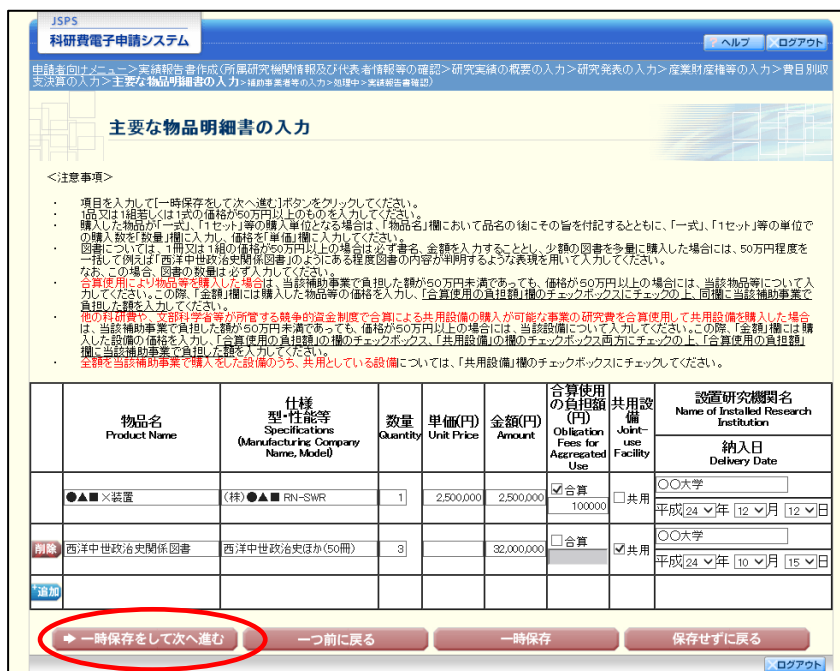 JSPS
科研費電子申請システム
ヘルプ
ログアウト
申請者向けメニュー>実績報告書作成(所属研究機関情報及び代表者情報等の確認>研究実績の概要の入力>研究発表の入力>産業財産権等の入力>費目別収
支決算の入力>主要な物品明細書の入力>補助事業者等の入力>処理中>実績報告書確認)
主要な物品明細書の入力
<注意事項>
・ 項目を入力して[一時保存をして次へ進む]ボタンをクリックしてください。
・ 1品又は1組若しくは1式の価格が50万円以上のものを入力してください。
・ 購入した物品が「一式」、「1セット」等の購入単位となる場合は、「物品名」欄において品名の後にその旨を付記するとともに、「一式」、「1セット」等の単位で
の購入数を「数量」欄に入力し、価格を「単価」欄に入力してください。
・ 図書については、1冊又は1組の価格が50万円以上の場合は必ず書名、金額を入力することとし、少額の図書を多量に購入した場合には、50万円程度を
一括して例えば「西洋中世政治史関係図書」のようにある程度図書の内容が判明するような表現を用いて入力してください。
なお、この場合、図書の数量は必ず入力してください。
・ 合算使用により物品等を購入した場合は、当該補助事業で負担した額が50万円未満であっても、価格が50万円以上の場合には、当該物品等について入
力してください。この際、「金額」欄には購入した物品等の価格を入力し、「合算使用の負担額」欄のチェックボックスにチェックの上、同欄に当該補助事業で
負担した額を入力してください。
・ 他の科研費や、文部科学省等が所管する競争的資金制度で合算による共用設備の購入が可能な事業の研究費を合算使用して共用設備を購入した場合
は、当該補助事業で負担した額が50万円未満であっても、価格が50万円以上の場合には、当該設備について入力してください。この際、「金額」欄には購
入した設備の価格を入力し、「合算使用の負担額」の欄のチェックボックス、「共用設備」の欄のチェックボックス両方にチェックの上、「合算使用の負担額」
欄に当該補助事業で負担した額を入力してください。
・ 全額を当該補助事業で購入をした設備のうち、共用としている設備については、「共用設備」欄のチェックボックスにチェックしてください。
物品名
Product Name
仕様
型・性能等
Specifications
(Manufacturing Company
Name, Model)
数量
Quantity
単価(円)
Unit Price
金額(円)
Amount
合算使用
の負担額
(円)
Obligation
Fees for
Aggregated
Use
共用設
備
Joint-
use
Facility
設置研究機関名
Name of Installed Research
Institution
納入日
Delivery Date
●▲■×装置
(株)●▲■ RN-SWR
1
2,500,000
2,500,000
合算
100000
共用
○○大学
平成24年 12月 12日
削除
西洋中世政治史関係図書
西洋中世政治史ほか(50冊)
3
32,000,000
合算
共用
○○大学
平成24年 10月 15日
+追加
一時保存をして次へ進む
一つ前に戻る
一時保存
保存せずに戻る
ログアウト